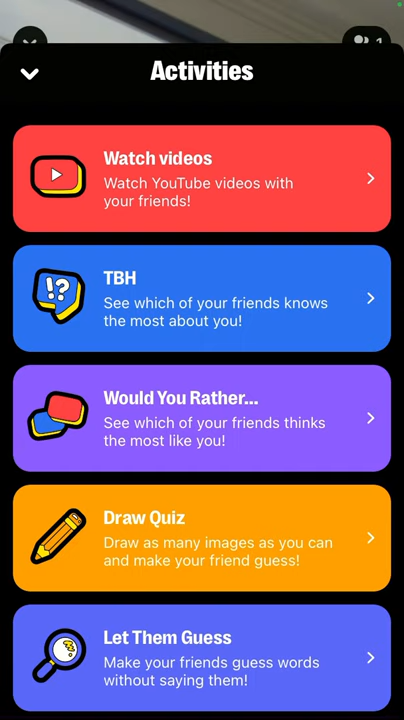 1
Activities
Watch videos
Watch YouTube videos with
your friends!
!?
TBH
See which of your friends knows
the most about you!
Would You Rather...
See which of your friends thinks
the most like you!
Draw Quiz
Draw as many images as you can
and make your friend guess!
Let Them Guess
Make your friends guess words
without saying them!